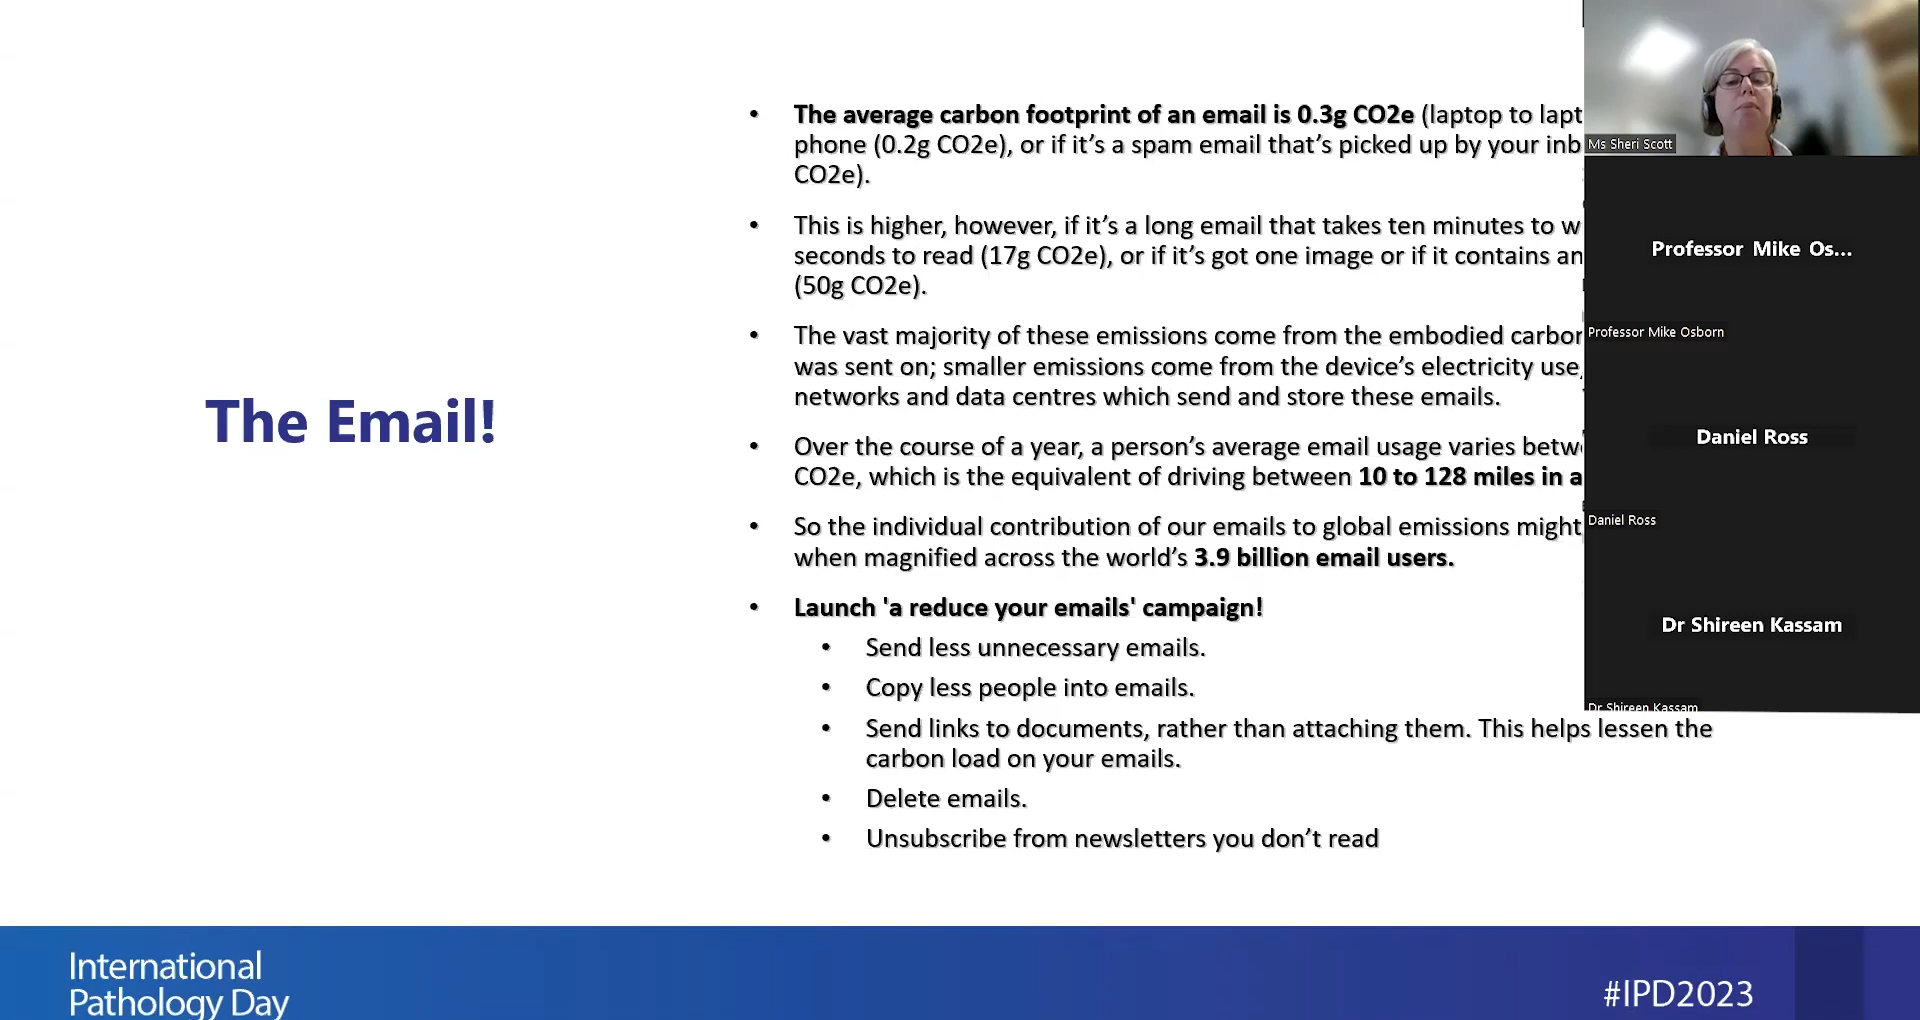 The Email!
• The average carbon footprint of an email is 0.3g CO2e (laptop to lapt
phone (0.2g CO2e), or if it’s a spam email that’s picked up by your inb
CO2e).
• This is higher, however, if it’s a long email that takes ten minutes to w
seconds to read (17g CO2e), or if it’s got one image or if it contains an
(50g CO2e).
• The vast majority of these emissions come from the embodied carbon
was sent on; smaller emissions come from the device’s electricity use,
networks and data centres which send and store these emails.
• Over the course of a year, a person’s average email usage varies betw
CO2e, which is the equivalent of driving between 10 to 128 miles in a
• So the individual contribution of our emails to global emissions might
when magnified across the world’s 3.9 billion email users.
• Launch 'a reduce your emails' campaign!
• Send less unnecessary emails.
• Copy less people into emails.
• Send links to documents, rather than attaching them. This helps lessen the
carbon load on your emails.
• Delete emails.
• Unsubscribe from newsletters you don’t read
Ms Sheri Scott
Professor Mike Os...
Professor Mike Osborn
Daniel Ross
Daniel Ross
Dr Shireen Kassam
Dr Shireen Kassam
International
Pathology Day
#IPD2023